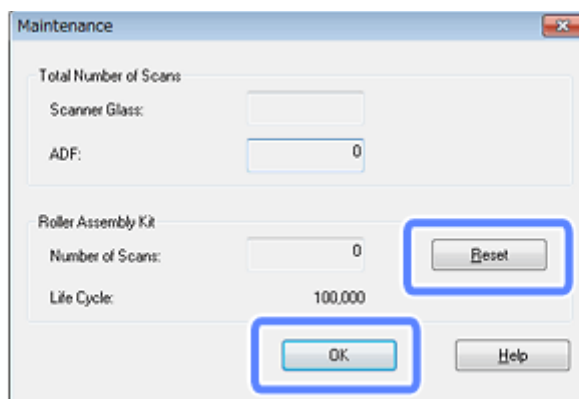 Maintenance
Total Number of Scans
Scanner Glass:
ADF: 0
Roller Assembly Kit
Number of Scans: 0 Reset
Life Cycle: 100,000
OK Help